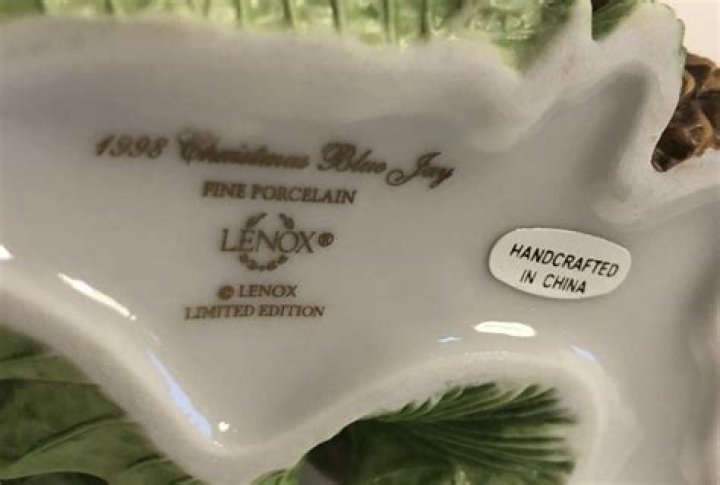 1998 Christmas Blue Jay
FINE PORCELAIN
LENOX®
© LENOX
LIMITED EDITION
HANDCRAFTED
IN CHINA